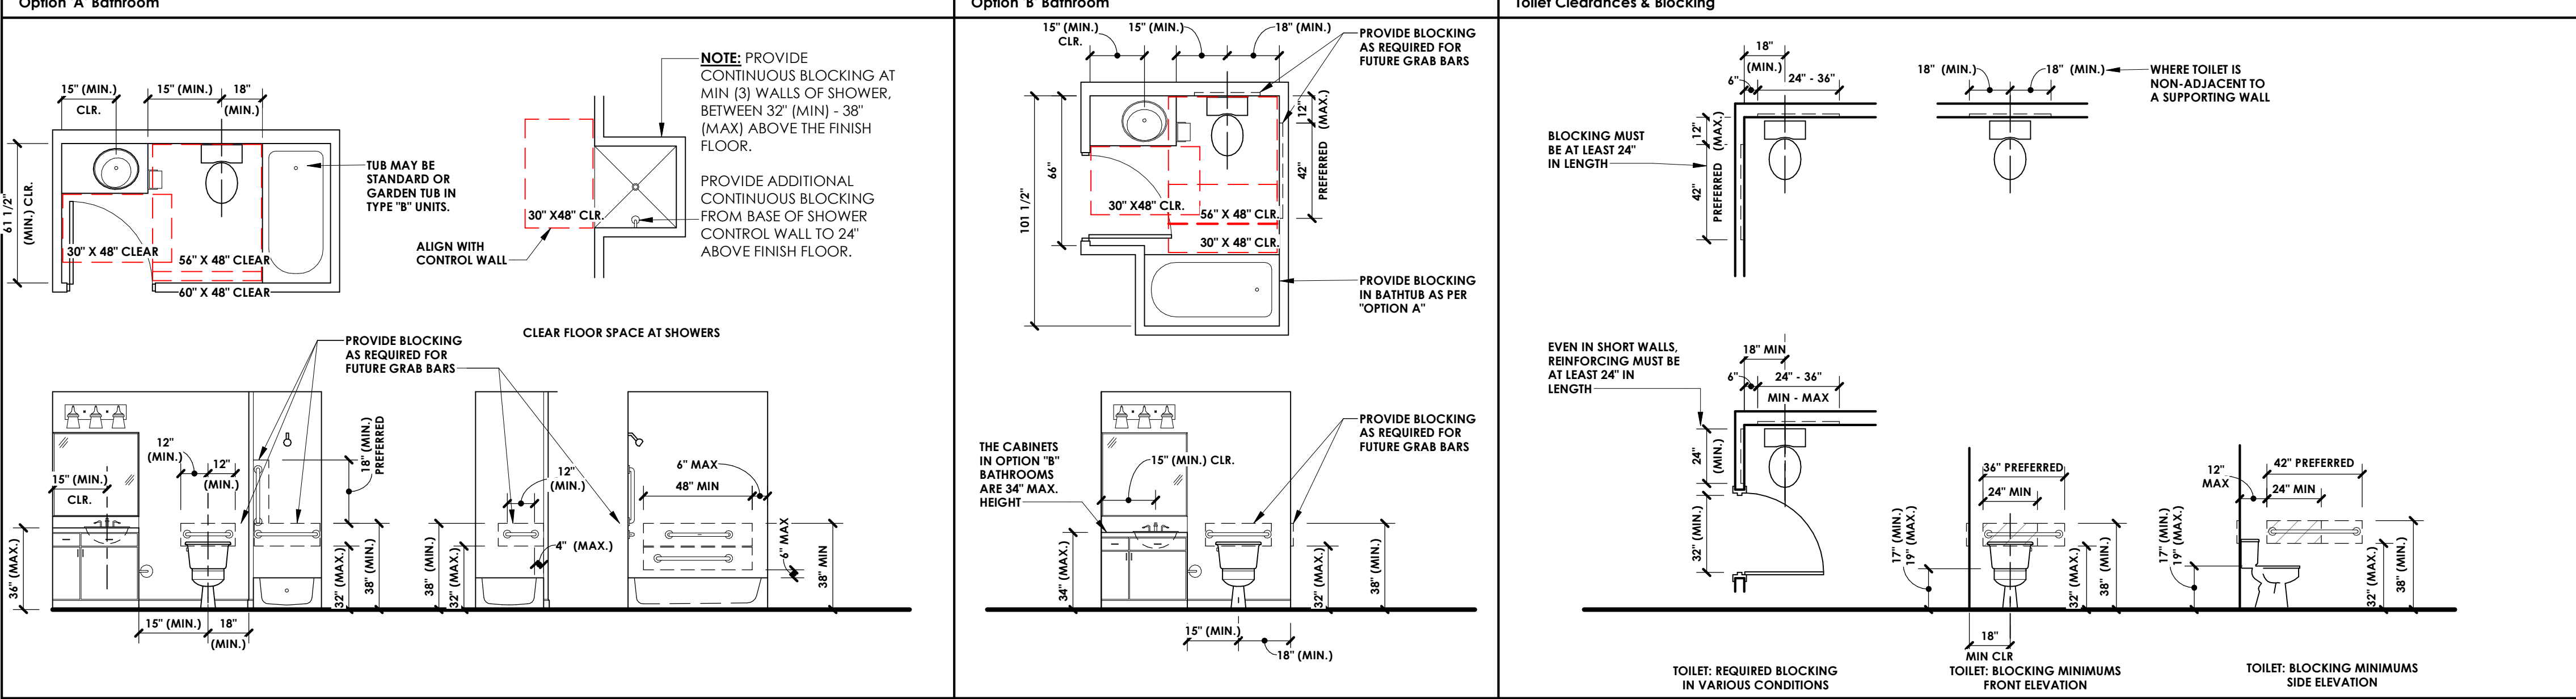 Option 'A' Bathroom
15" (MIN.)
CLR.
15" (MIN.)
18"
(MIN.)
61 1/2"
(MIN.) CLR.
30" X 48" CLEAR
56" X 48" CLEAR
60" X 48" CLEAR
TUB MAY BE
STANDARD OR
GARDEN TUB IN
TYPE "B" UNITS.
30" X48" CLR.
ALIGN WITH
CONTROL WALL
NOTE: PROVIDE
CONTINUOUS BLOCKING AT
MIN (3) WALLS OF SHOWER,
BETWEEN 32" (MIN) - 38"
(MAX) ABOVE THE FINISH
FLOOR.
PROVIDE ADDITIONAL
CONTINUOUS BLOCKING
FROM BASE OF SHOWER
CONTROL WALL TO 24"
ABOVE FINISH FLOOR.
CLEAR FLOOR SPACE AT SHOWERS
PROVIDE BLOCKING
AS REQUIRED FOR
FUTURE GRAB BARS
15" (MIN.)
CLR.
12"
(MIN.)
12"
(MIN.)
18" (MIN.)
PREFERRED
36" (MAX.)
32" (MAX.)
38" (MIN.)
15" (MIN.)
18"
(MIN.)
12"
(MIN.)
4" (MAX.)
38" (MIN.)
32" (MAX.)
6" MAX
48" MIN
6" MAX
38" MIN
Option 'B' Bathroom
15" (MIN.)
CLR.
15" (MIN.)
18" (MIN.)
PROVIDE BLOCKING
AS REQUIRED FOR
FUTURE GRAB BARS
12"
(MAX.)
42"
PREFERRED
66"
101 1/2"
30" X48" CLR.
56" X 48" CLR.
30" X 48" CLR.
PROVIDE BLOCKING
IN BATHTUB AS PER
"OPTION A"
THE CABINETS
IN OPTION "B"
BATHROOMS
ARE 34" MAX.
HEIGHT
15" (MIN.) CLR.
PROVIDE BLOCKING
AS REQUIRED FOR
FUTURE GRAB BARS
34" (MAX.)
32" (MAX.)
38" (MIN.)
15" (MIN.)
18" (MIN.)
Toilet Clearances & Blocking
18"
(MIN.)
6"
24" - 36"
BLOCKING MUST
BE AT LEAST 24"
IN LENGTH
12"
(MAX.)
42"
PREFERRED
18" (MIN.)
18" (MIN.)
WHERE TOILET IS
NON-ADJACENT TO
A SUPPORTING WALL
EVEN IN SHORT WALLS,
REINFORCING MUST BE
AT LEAST 24" IN
LENGTH
18" MIN
6"
24" - 36"
MIN - MAX
24"
(MIN.)
32" (MIN.)
TOILET: REQUIRED BLOCKING
IN VARIOUS CONDITIONS
36" PREFERRED
24" MIN
17" (MIN.)
19" (MAX.)
32" (MAX.)
38" (MIN.)
18"
MIN CLR
TOILET: BLOCKING MINIMUMS
FRONT ELEVATION
12"
MAX
42" PREFERRED
24" MIN
17" (MIN.)
19" (MAX.)
32" (MAX.)
38" (MIN.)
TOILET: BLOCKING MINIMUMS
SIDE ELEVATION